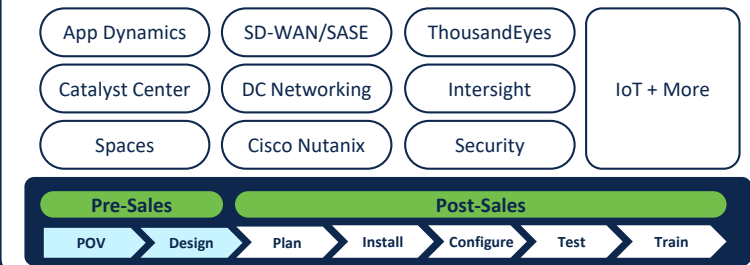 App Dynamics
SD-WAN/SASE
ThousandEyes
Catalyst Center
DC Networking
Intersight
IoT + More
Spaces
Cisco Nutanix
Security
Pre-Sales
Post-Sales
POV
Design
Plan
Install
Configure
Test
Train